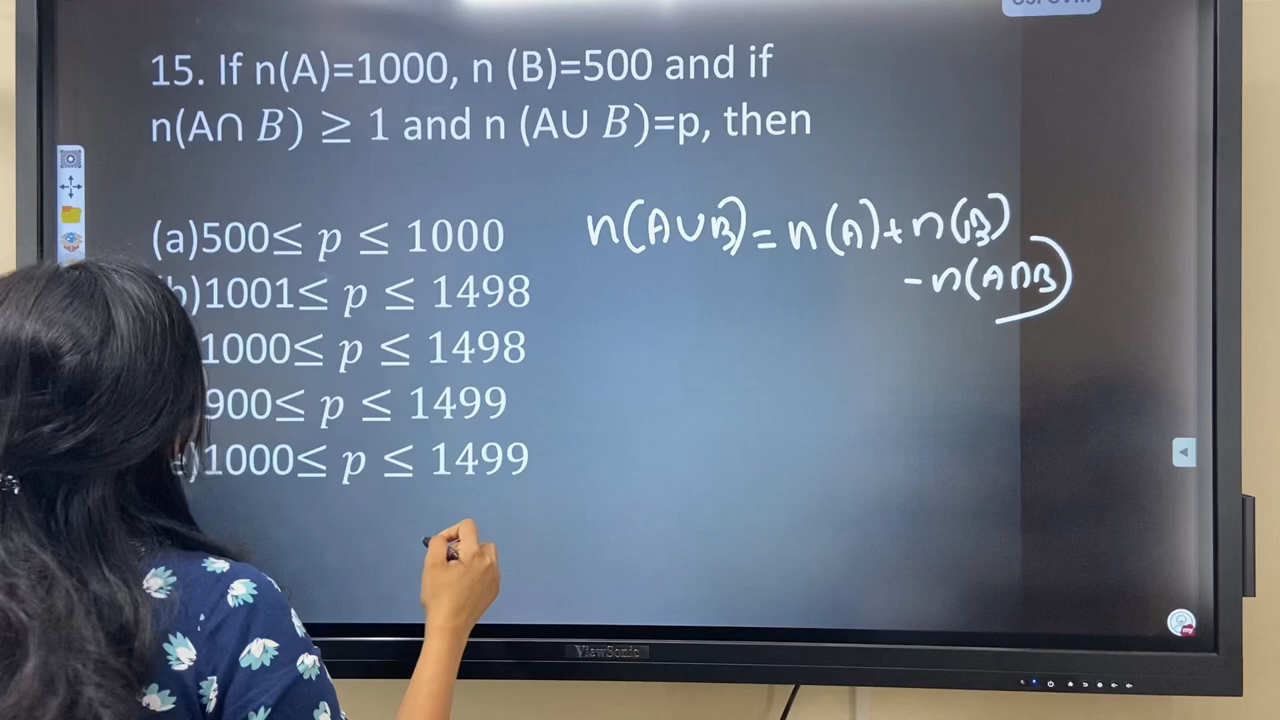 15. If n(A)=1000, n (B)=500 and if
n(A∩ B) ≥ 1 and n (A∪ B)=p, then
(a)500≤ p ≤ 1000
b)1001≤ p ≤ 1498
1000≤ p ≤ 1498
900≤ p ≤ 1499
e)1000≤ p ≤ 1499
n(A∪B)=n(A)+n(B)
-n(A∩B)
ViewSonic
my